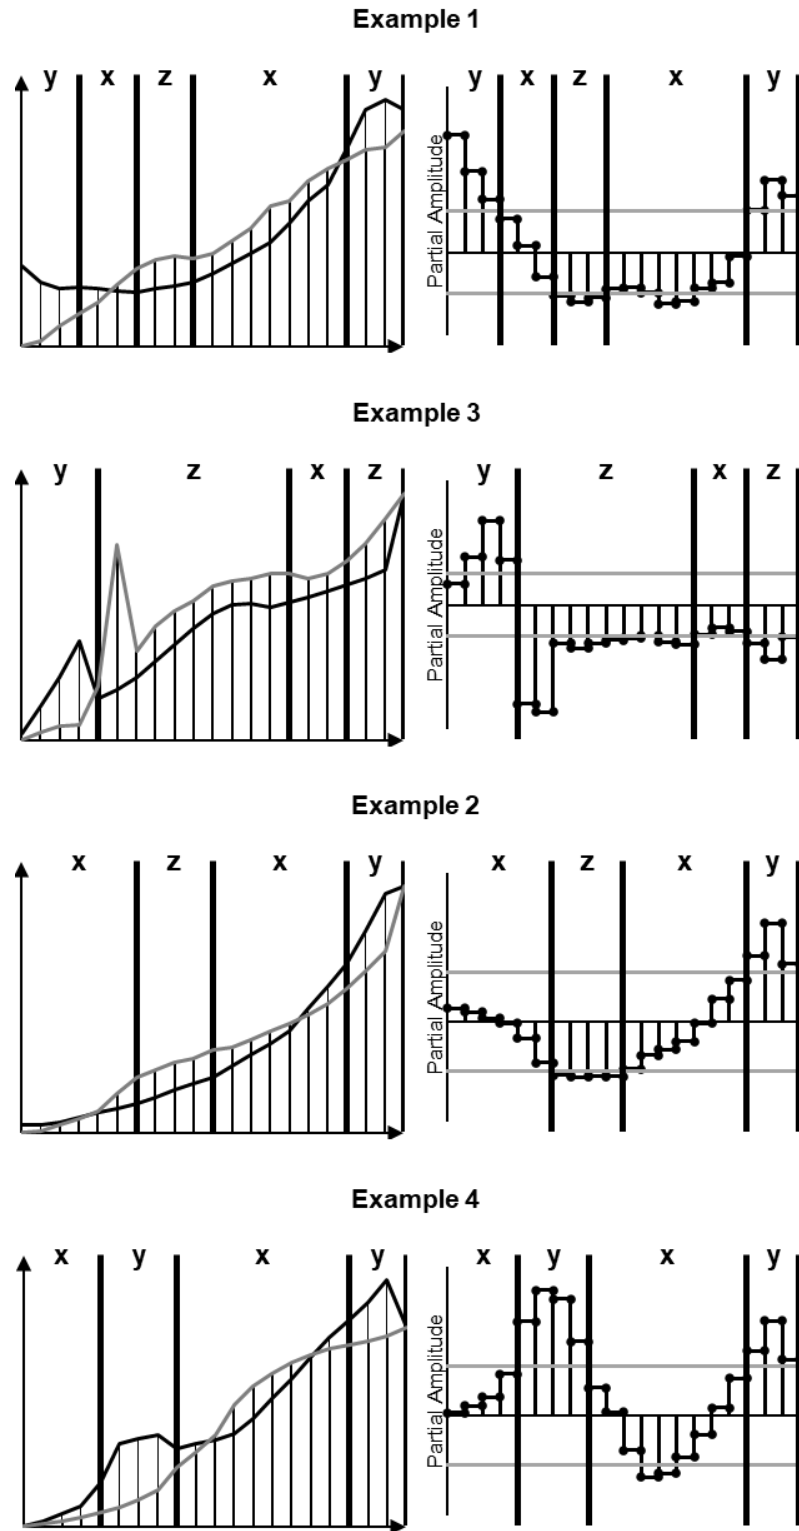 Example 1
y x z x y y x z x y
Partial Amplitude
Example 3
y z x z y z x z
Partial Amplitude
Example 2
x z x y x z x y
Partial Amplitude
Example 4
x y x y x y x y
Partial Amplitude